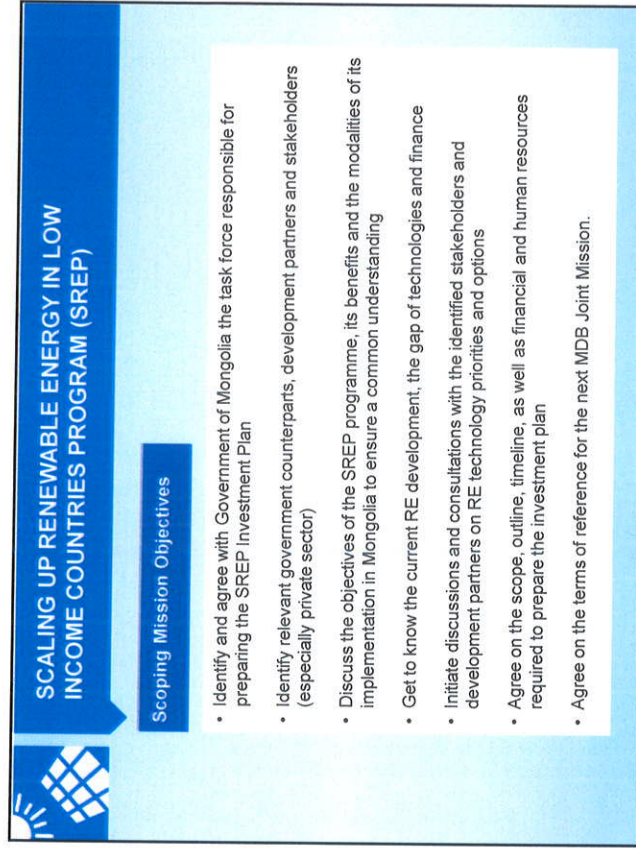 SCALING UP RENEWABLE ENERGY IN LOW
INCOME COUNTRIES PROGRAM (SREP)
Scoping Mission Objectives
• Identify and agree with Government of Mongolia the task force responsible for
preparing the SREP Investment Plan
• Identify relevant government counterparts, development partners and stakeholders
(especially private sector)
• Discuss the objectives of the SREP programme, its benefits and the modalities of its
implementation in Mongolia to ensure a common understanding
• Get to know the current RE development, the gap of technologies and finance
• Initiate discussions and consultations with the identified stakeholders and
development partners on RE technology priorities and options
• Agree on the scope, outline, timeline, as well as financial and human resources
required to prepare the investment plan
• Agree on the terms of reference for the next MDB Joint Mission.